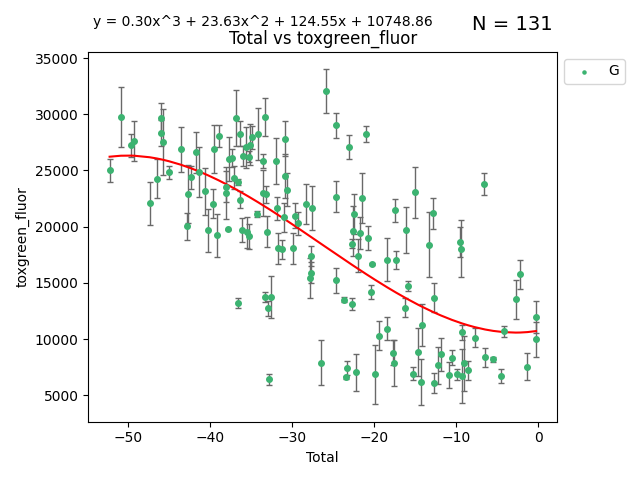 y = 0.30x^3 + 23.63x^2 + 124.55x + 10748.86
N = 131
Total vs toxgreen_fluor
G
35000
30000
25000
20000
15000
10000
5000
toxgreen_fluor
−50 −40 −30 −20 −10 0
Total